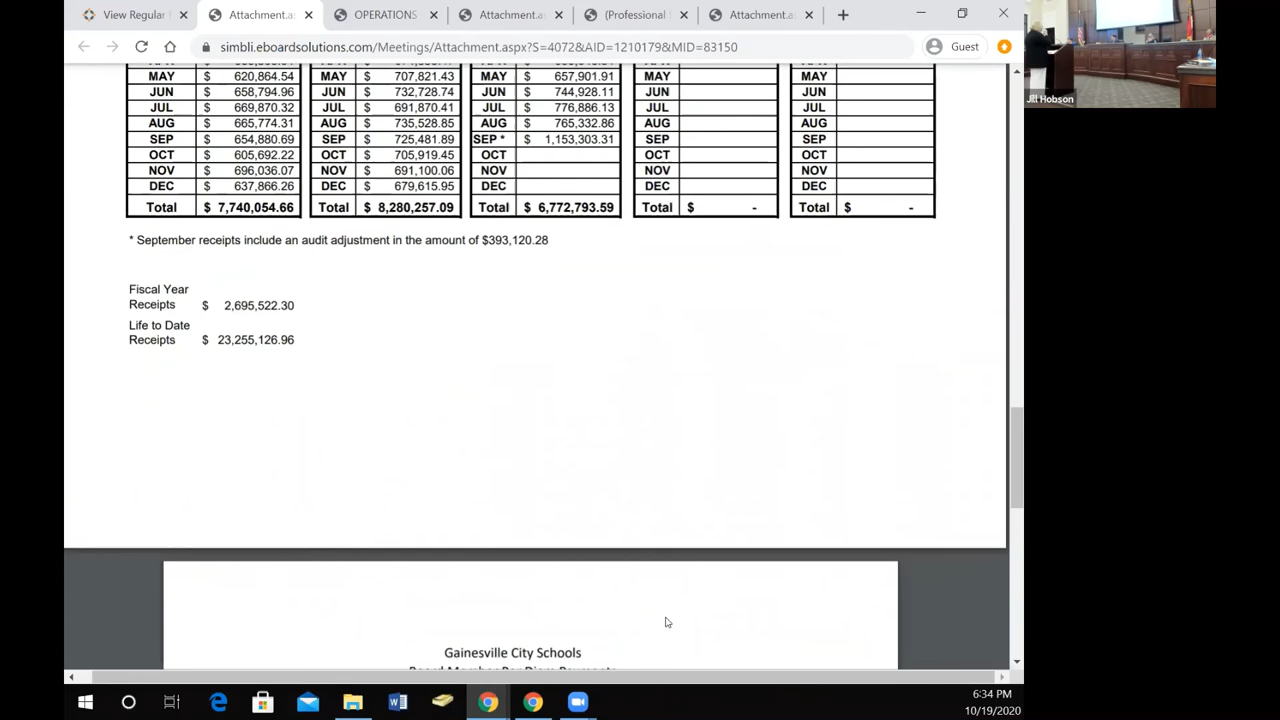 View Regular
Attachment.as
OPERATIONS
Attachment.as
(Professional
Attachment.as
simbli.eboardsolutions.com/Meetings/Attachment.aspx?S=4072&AID=1210179&MID=83150
Guest
Jill Hobson
MAY $ 620,864.54 MAY $ 707,821.43 MAY $ 657,901.91 MAY MAY
JUN $ 658,794.96 JUN $ 732,728.74 JUN $ 744,928.11 JUN JUN
JUL $ 669,870.32 JUL $ 691,870.41 JUL $ 776,886.13 JUL JUL
AUG $ 665,774.31 AUG $ 735,528.85 AUG $ 765,332.86 AUG AUG
SEP $ 654,880.69 SEP $ 725,481.89 SEP * $ 1,153,303.31 SEP SEP
OCT $ 605,692.22 OCT $ 705,919.45 OCT OCT OCT
NOV $ 696,036.07 NOV $ 691,100.06 NOV NOV NOV
DEC $ 637,866.26 DEC $ 679,615.95 DEC DEC DEC
Total $ 7,740,054.66 Total $ 8,280,257.09 Total $ 6,772,793.59 Total $ - Total $ -
* September receipts include an audit adjustment in the amount of $393,120.28
Fiscal Year
Receipts $ 2,695,522.30
Life to Date
Receipts $ 23,255,126.96
Gainesville City Schools
Board Member Per Diem Payments
6:34 PM
10/19/2020